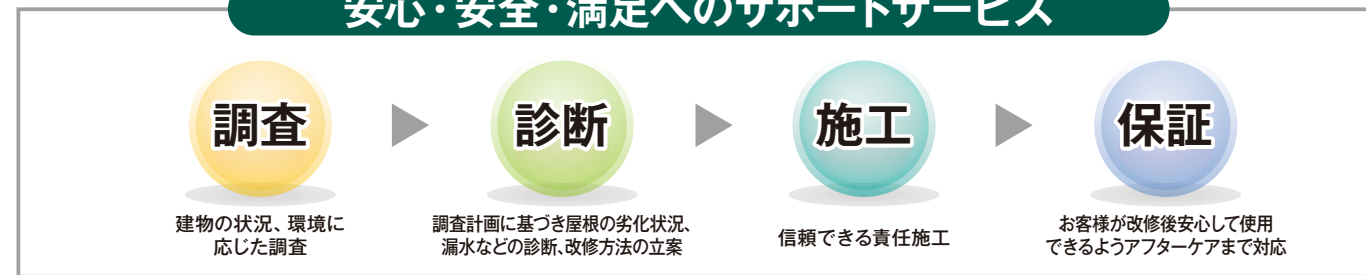 安心・安全・満足へのサポートサービス
調査
診断
施工
保証
建物の状況、環境に
応じた調査
調査計画に基づき屋根の劣化状況、
漏水などの診断、改修方法の立案
信頼できる責任施工
お客様が改修後安心して使用
できるようアフターケアまで対応